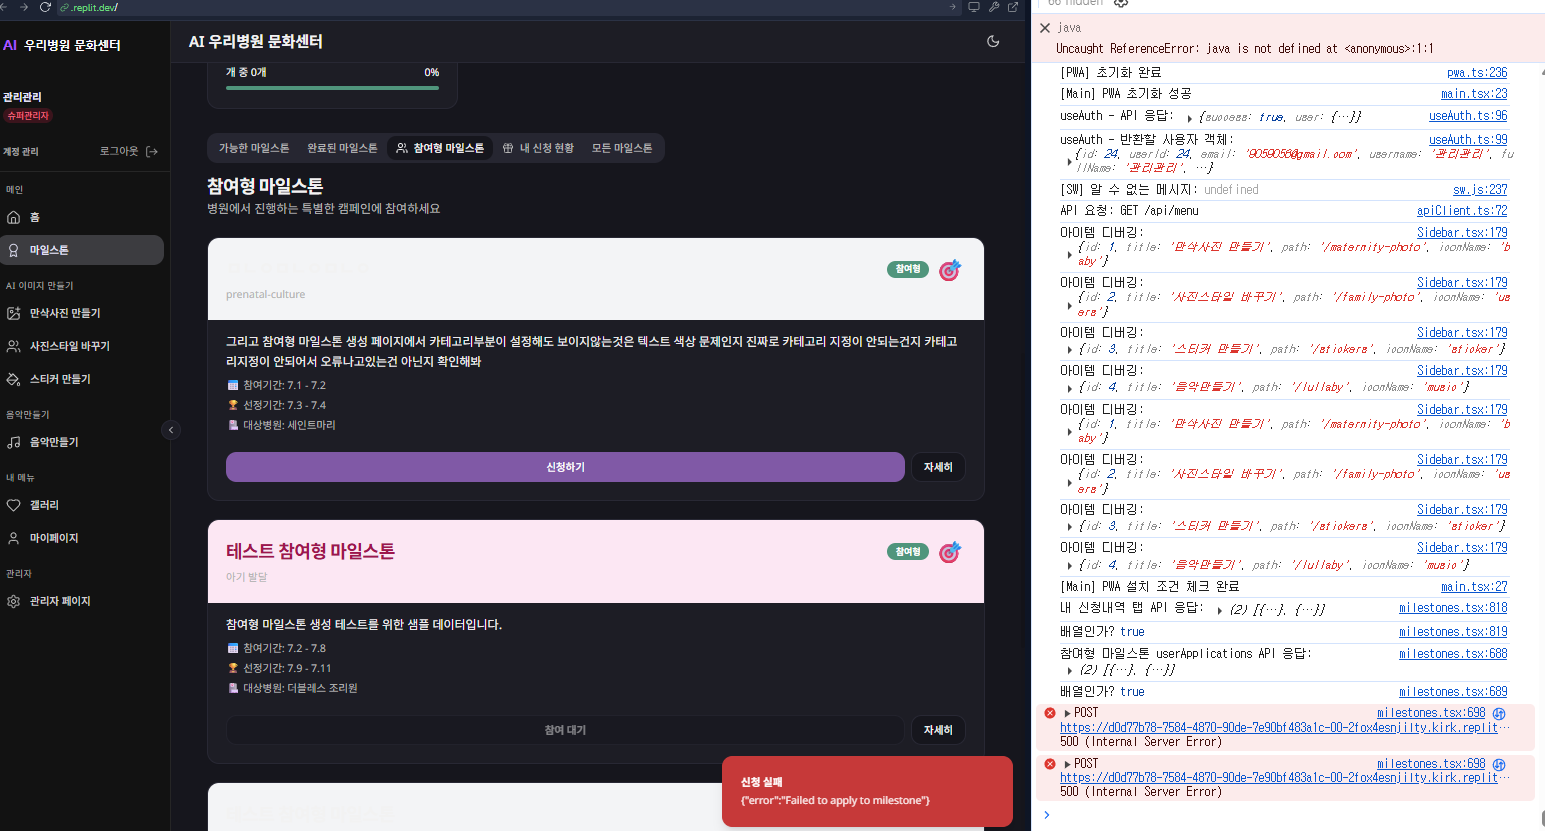 .replit.dev/
AI 우리병원 문화센터
관리관리
슈퍼관리자
계정 관리
로그아웃
메인
홈
마일스톤
AI 이미지 만들기
만삭사진 만들기
사진스타일 바꾸기
스티커 만들기
음악만들기
음악만들기
내 메뉴
갤러리
마이페이지
관리자
관리자 페이지
AI 우리병원 문화센터
개 중 0개
0%
가능한 마일스톤
완료된 마일스톤
참여형 마일스톤
내 신청 현황
모든 마일스톤
참여형 마일스톤
병원에서 진행하는 특별한 캠페인에 참여하세요
참여형
prenatal-culture
그리고 참여형 마일스톤 생성 페이지에서 카테고리부분이 설정해도 보이지않는것은 텍스트 색상 문제인지 진짜로 카테고리 지정이 안되는건지 카테고
리지정이 안되어서 오류나고있는건 아닌지 확인해봐
참여기간: 7.1 - 7.2
선정기간: 7.3 - 7.4
대상병원: 세인트마리
신청하기
자세히
테스트 참여형 마일스톤
참여형
아기 발달
참여형 마일스톤 생성 테스트를 위한 샘플 데이터입니다.
참여기간: 7.2 - 7.8
선정기간: 7.9 - 7.11
대상병원: 더블레스 조리원
참여 대기
자세히
참여형
신청 실패
{"error":"Failed to apply to milestone"}
66 hidden
java
Uncaught ReferenceError: java is not defined at <anonymous>:1:1
[PWA] 초기화 완료 pwa.ts:236
[Main] PWA 초기화 성공 main.tsx:23
useAuth - API 응답: {success: true, user: {…}} useAuth.ts:96
useAuth - 반환할 사용자 객체: useAuth.ts:99
{id: 24, userId: 24, email: '9059056@gmail.com', username: '관리관리', fu
llName: '관리관리', …}
[SW] 알 수 없는 메시지: undefined sw.js:237
API 요청: GET /api/menu apiClient.ts:72
아이템 디버깅: Sidebar.tsx:179
{id: 1, title: '만삭사진 만들기', path: '/maternity-photo', iconName: 'b
aby'}
아이템 디버깅: Sidebar.tsx:179
{id: 2, title: '사진스타일 바꾸기', path: '/family-photo', iconName: 'us
ers'}
아이템 디버깅: Sidebar.tsx:179
{id: 3, title: '스티커 만들기', path: '/stickers', iconName: 'sticker'}
아이템 디버깅: Sidebar.tsx:179
{id: 4, title: '음악만들기', path: '/lullaby', iconName: 'music'}
아이템 디버깅: Sidebar.tsx:179
{id: 1, title: '만삭사진 만들기', path: '/maternity-photo', iconName: 'b
aby'}
아이템 디버깅: Sidebar.tsx:179
{id: 2, title: '사진스타일 바꾸기', path: '/family-photo', iconName: 'us
ers'}
아이템 디버깅: Sidebar.tsx:179
{id: 3, title: '스티커 만들기', path: '/stickers', iconName: 'sticker'}
아이템 디버깅: Sidebar.tsx:179
{id: 4, title: '음악만들기', path: '/lullaby', iconName: 'music'}
[Main] PWA 설치 조건 체크 완료 main.tsx:27
내 신청내역 탭 API 응답: (2) [{…}, {…}] milestones.tsx:818
배열인가? true milestones.tsx:819
참여형 마일스톤 userApplications API 응답: milestones.tsx:688
(2) [{…}, {…}]
배열인가? true milestones.tsx:689
POST milestones.tsx:698
https://d0d77b78-7584-4870-90de-7e90bf483a1c-00-2fox4esnjilty.kirk.replit…
500 (Internal Server Error)
POST milestones.tsx:698
https://d0d77b78-7584-4870-90de-7e90bf483a1c-00-2fox4esnjilty.kirk.replit…
500 (Internal Server Error)